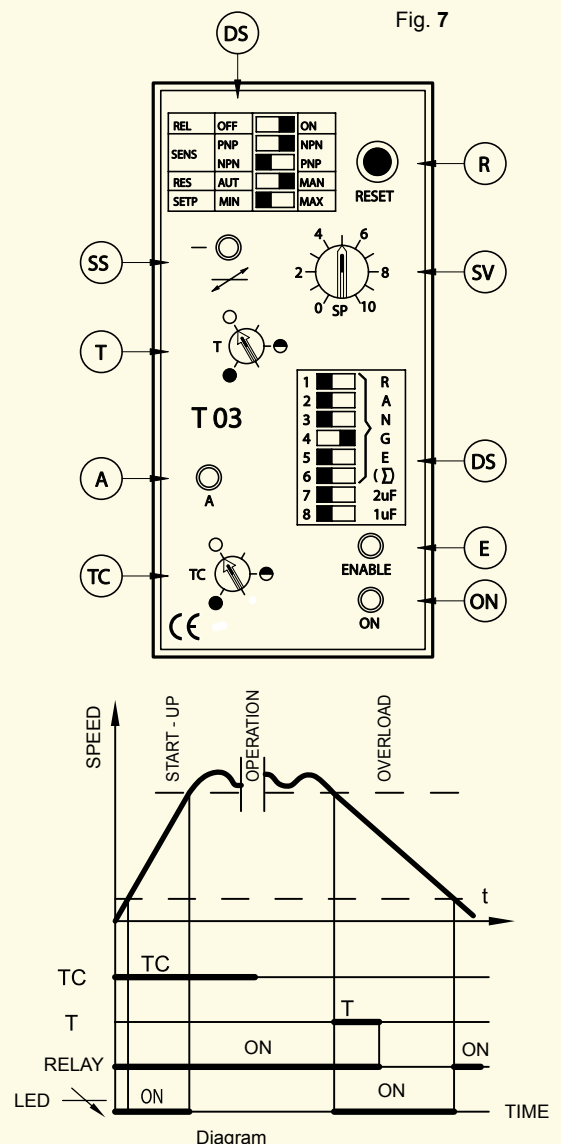 Fig. 7
DS
REL OFF ON
SENS PNP NPN
NPN PNP
RES AUT MAN
SETP MIN MAX
RESET
R
SS
–
0 2 4 6 8 10
SP
SV
T
T
T 03
1 R
2 A
3 N
4 G
5 E
6 (Σ)
7 2uF
8 1uF
DS
A
A
ENABLE
E
TC
TC
ON
ON
CE
SPEED
START - UP
OPERATION
OVERLOAD
t
TC TC
T T
RELAY ON ON
LED ON ON
TIME
Diagram